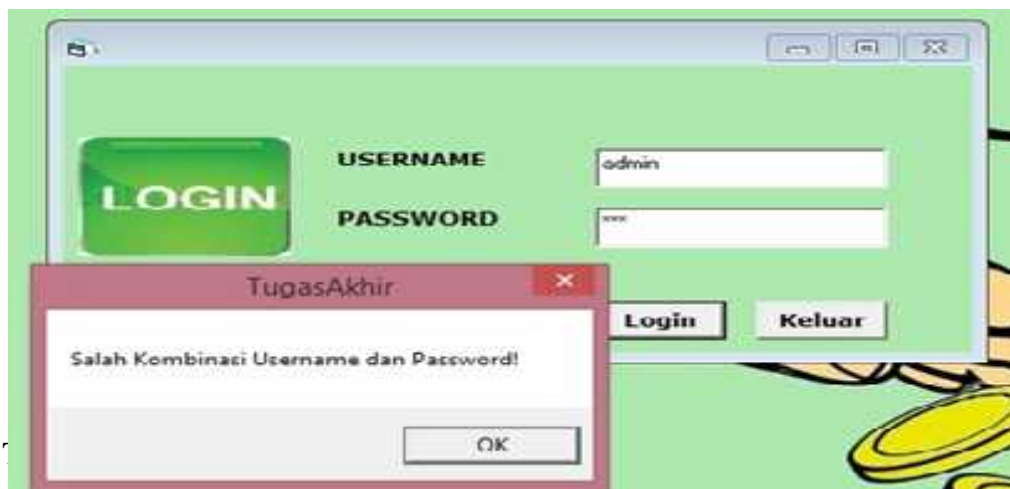 LOGIN
USERNAME
admin
PASSWORD
***
TugasAkhir
Login
Keluar
Salah Kombinasi Username dan Password!
OK